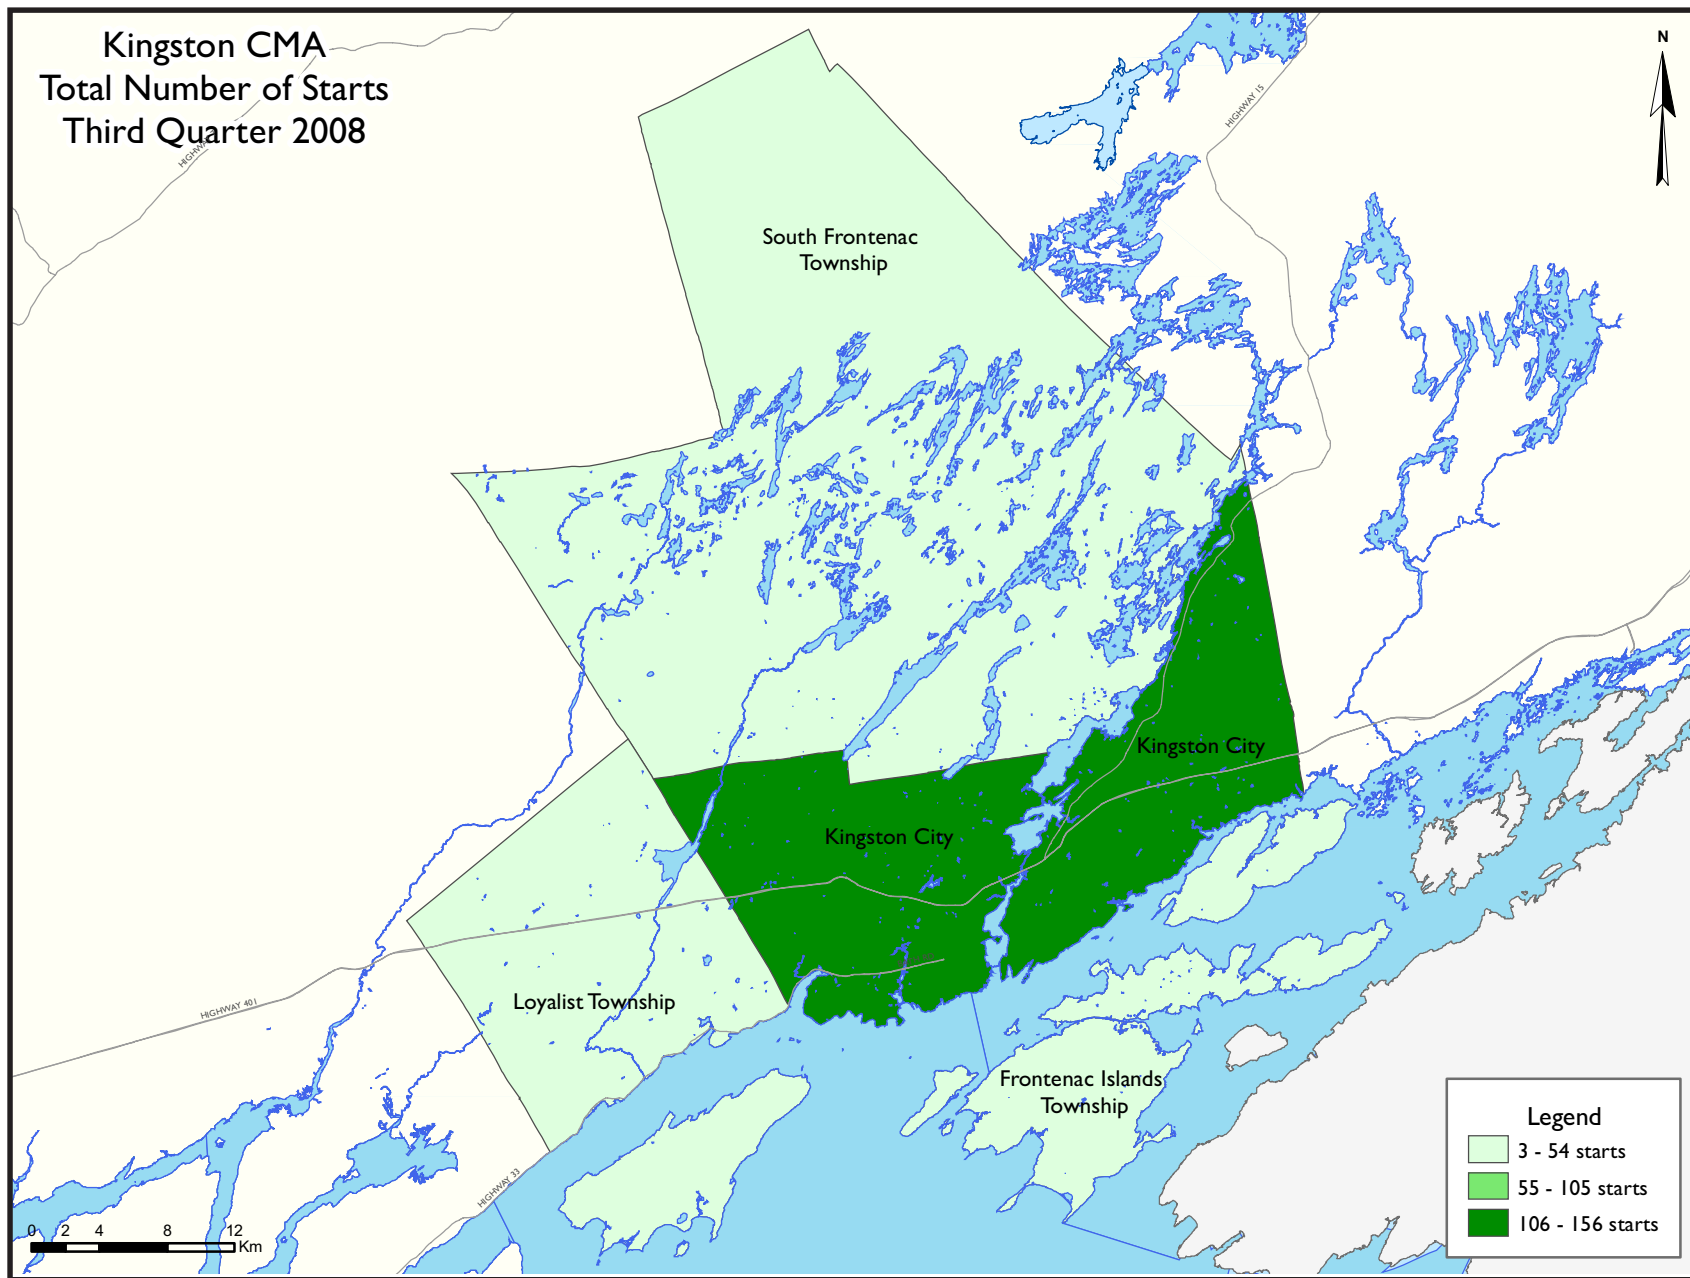 Kingston CMA
Total Number of Starts
Third Quarter 2008
N
HIGHWAY 15
South Frontenac
Township
Kingston City
Kingston City
HIGHWAY 401
Loyalist Township
Frontenac Islands
Township
HIGHWAY 33
Legend
3 - 54 starts
55 - 105 starts
106 - 156 starts
0 2 4 8 12
Km